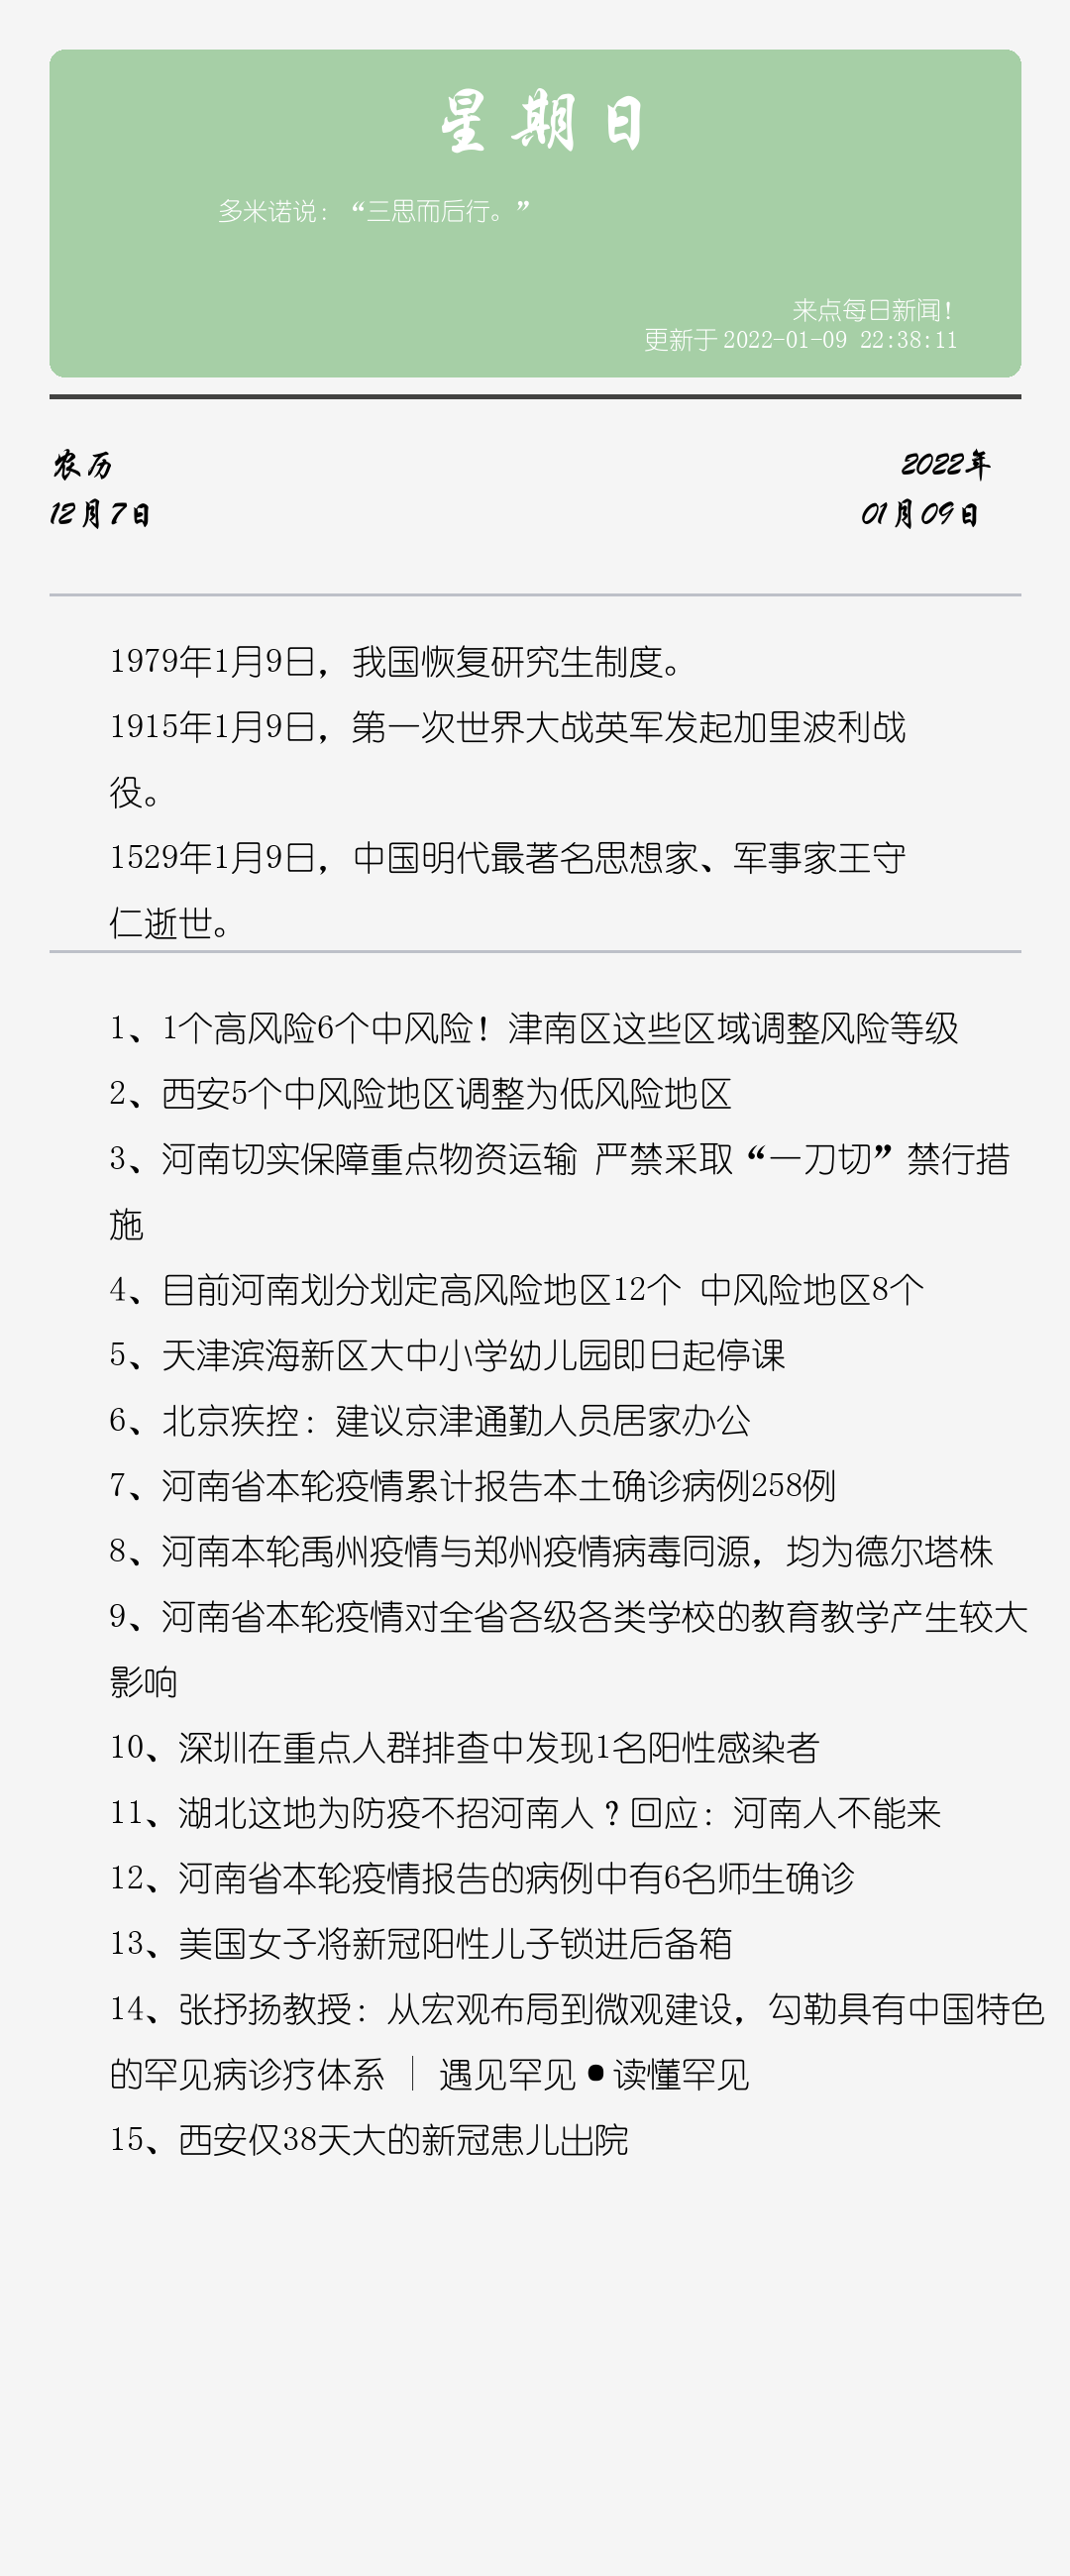 星期日
多米诺说：“三思而后行。”
来点每日新闻！
更新于 2022-01-09 22:38:11
农历
2022年
12月7日
01月09日
1979年1月9日，我国恢复研究生制度。
1915年1月9日，第一次世界大战英军发起加里波利战
役。
1529年1月9日，中国明代最著名思想家、军事家王守
仁逝世。
1、1个高风险6个中风险！津南区这些区域调整风险等级
2、西安5个中风险地区调整为低风险地区
3、河南切实保障重点物资运输 严禁采取“一刀切”禁行措
施
4、目前河南划分划定高风险地区12个 中风险地区8个
5、天津滨海新区大中小学幼儿园即日起停课
6、北京疾控：建议京津通勤人员居家办公
7、河南省本轮疫情累计报告本土确诊病例258例
8、河南本轮禹州疫情与郑州疫情病毒同源，均为德尔塔株
9、河南省本轮疫情对全省各级各类学校的教育教学产生较大
影响
10、深圳在重点人群排查中发现1名阳性感染者
11、湖北这地为防疫不招河南人？回应：河南人不能来
12、河南省本轮疫情报告的病例中有6名师生确诊
13、美国女子将新冠阳性儿子锁进后备箱
14、张抒扬教授：从宏观布局到微观建设，勾勒具有中国特色
的罕见病诊疗体系 ｜ 遇见罕见●读懂罕见
15、西安仅38天大的新冠患儿出院